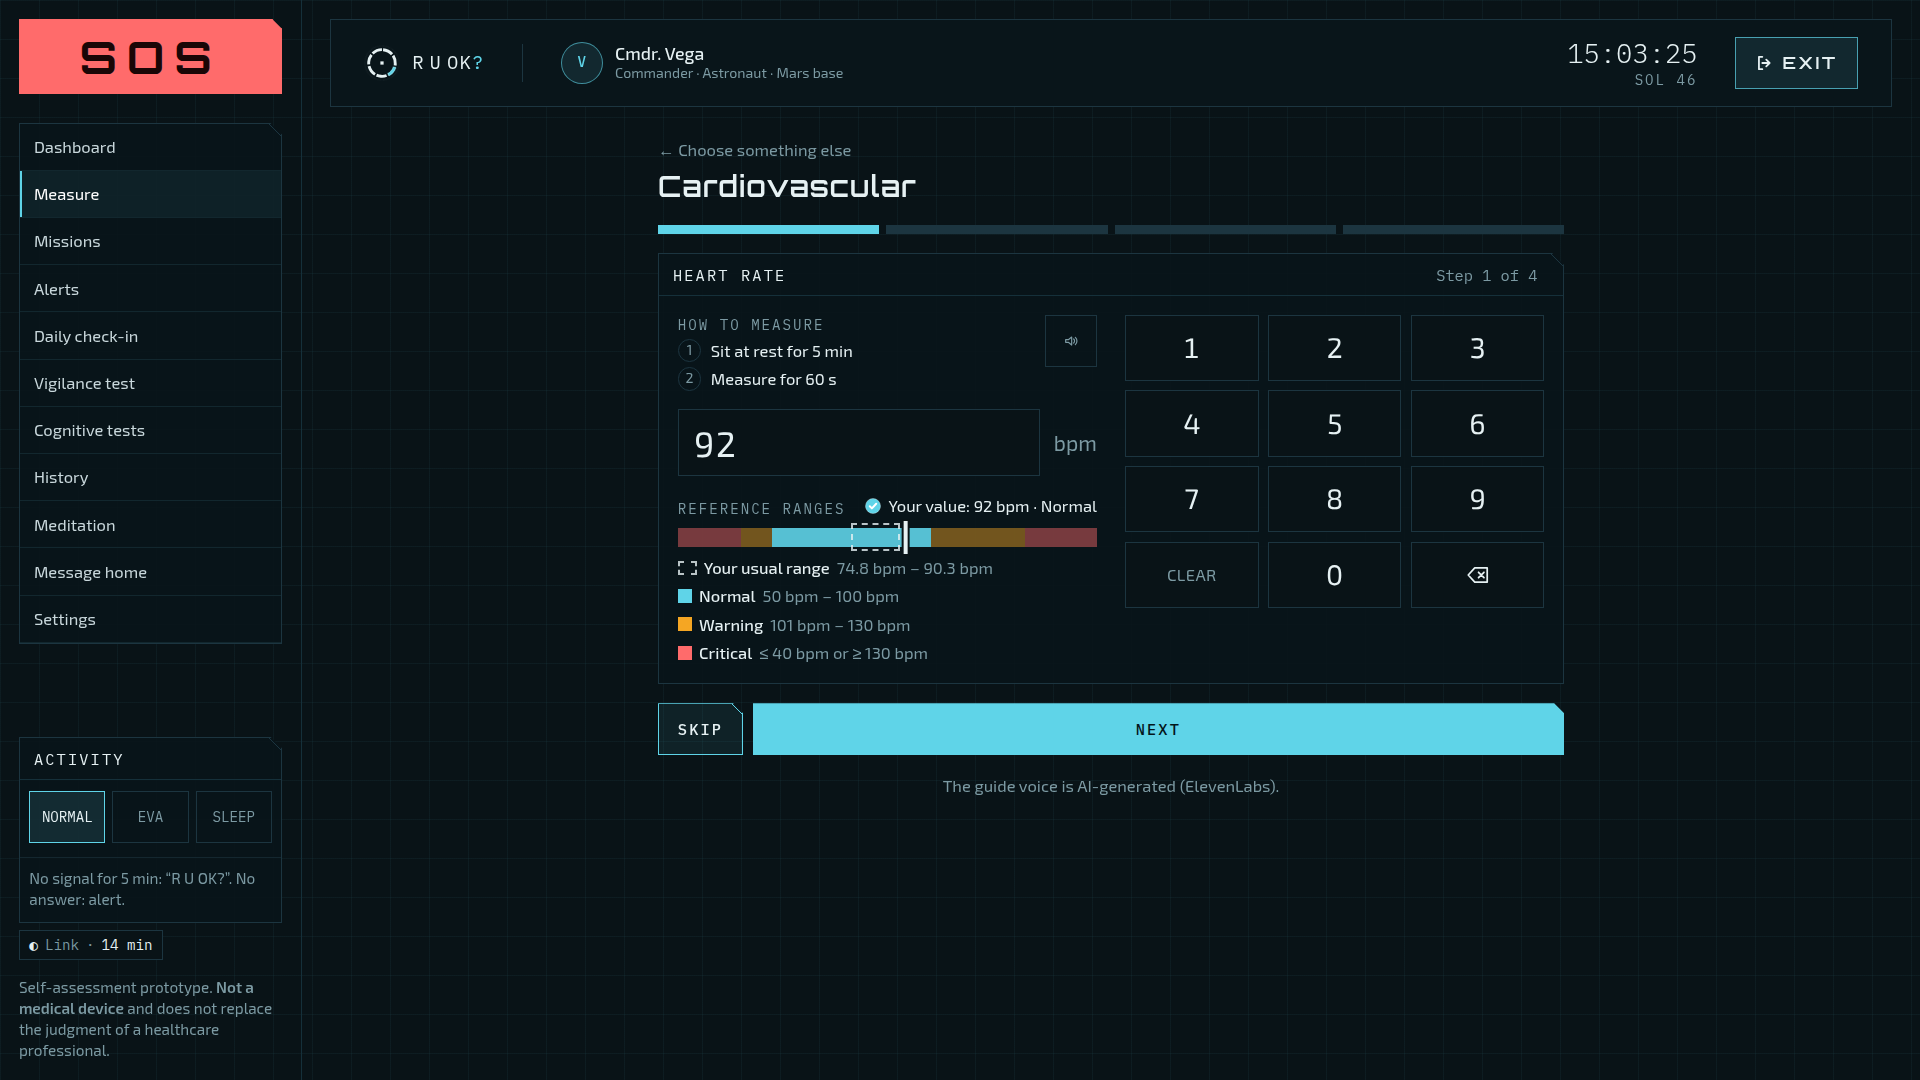 SOS
R U OK?
V
Cmdr. Vega
Commander · Astronaut · Mars base
15:03:25
SOL 46
EXIT
Dashboard
Measure
Missions
Alerts
Daily check-in
Vigilance test
Cognitive tests
History
Meditation
Message home
Settings
ACTIVITY
NORMAL
EVA
SLEEP
No signal for 5 min: “R U OK?”. No
answer: alert.
Link · 14 min
Self-assessment prototype. Not a
medical device and does not replace
the judgment of a healthcare
professional.
← Choose something else
Cardiovascular
HEART RATE
Step 1 of 4
HOW TO MEASURE
1 Sit at rest for 5 min
2 Measure for 60 s
92 bpm
REFERENCE RANGES
Your value: 92 bpm · Normal
Your usual range 74.8 bpm – 90.3 bpm
Normal 50 bpm – 100 bpm
Warning 101 bpm – 130 bpm
Critical ≤ 40 bpm or ≥ 130 bpm
1 2 3
4 5 6
7 8 9
CLEAR 0
SKIP
NEXT
The guide voice is AI-generated (ElevenLabs).